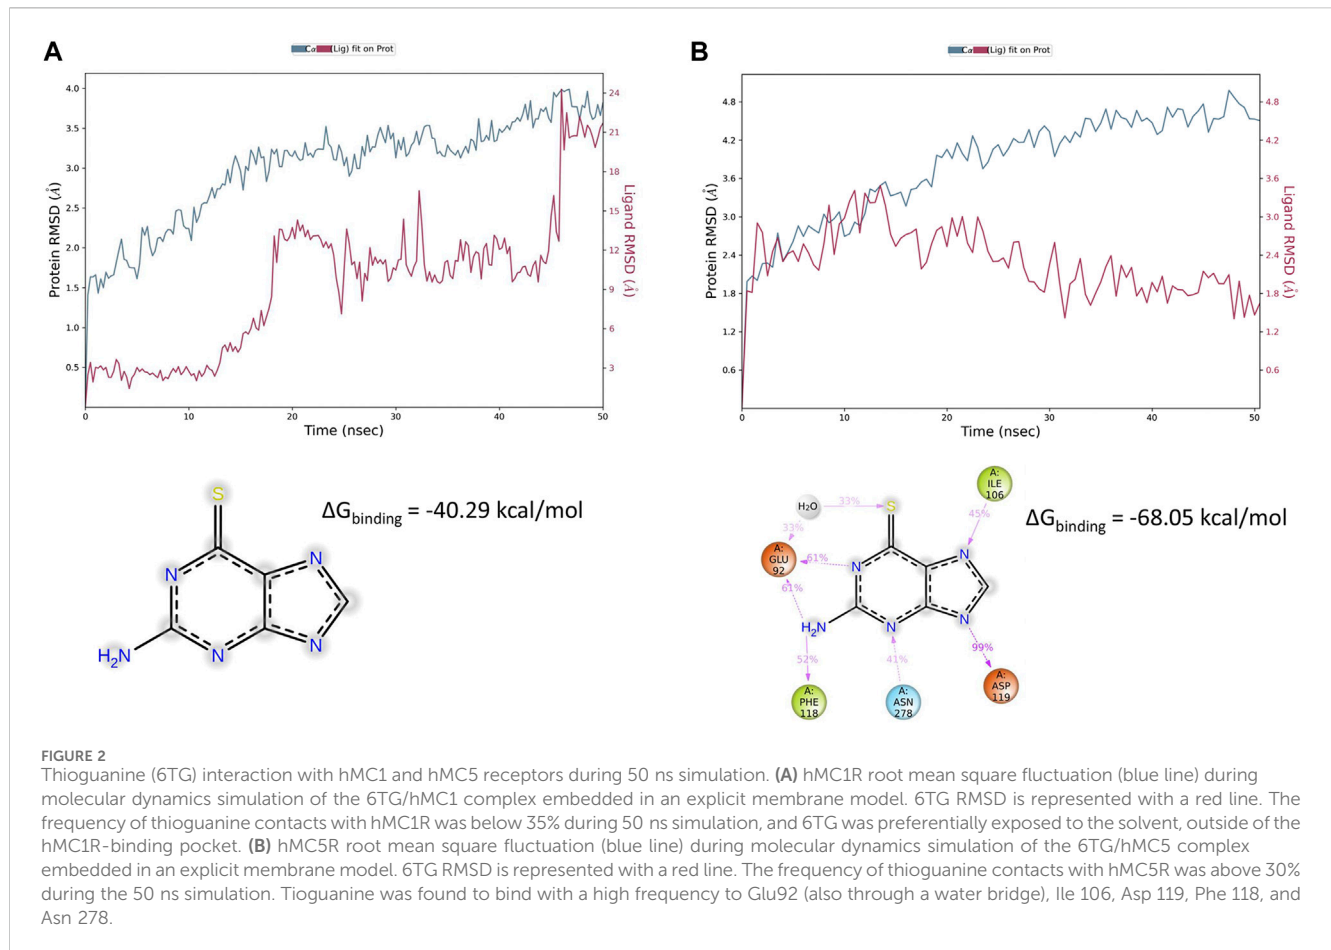 A
Cα (Lig) fit on Prot
4.0
3.5
3.0
2.5
2.0
1.5
1.0
0.5
Protein RMSD (Å)
24
21
18
15
12
9
6
3
Ligand RMSD (Å)
0 10 20 30 40 50
Time (nsec)
B
Cα (Lig) fit on Prot
4.8
4.2
3.6
3.0
2.4
1.8
1.2
0.6
Protein RMSD (Å)
4.8
4.2
3.6
3.0
2.4
1.8
1.2
0.6
Ligand RMSD (Å)
0 10 20 30 40 50
Time (nsec)
S
N
N
N
N
H₂N
ΔGbinding = -40.29 kcal/mol
A:
ILE
106
H₂O
33%
S
45%
33%
ΔGbinding = -68.05 kcal/mol
A:
GLU
92
61%
N
N
61%
H₂N
N
N
52%
41%
99%
A:
PHE
118
A:
ASN
278
A:
ASP
119
FIGURE 2
Thioguanine (6TG) interaction with hMC1 and hMC5 receptors during 50 ns simulation. (A) hMC1R root mean square fluctuation (blue line) during
molecular dynamics simulation of the 6TG/hMC1 complex embedded in an explicit membrane model. 6TG RMSD is represented with a red line. The
frequency of thioguanine contacts with hMC1R was below 35% during 50 ns simulation, and 6TG was preferentially exposed to the solvent, outside of the
hMC1R-binding pocket. (B) hMC5R root mean square fluctuation (blue line) during molecular dynamics simulation of the 6TG/hMC5 complex
embedded in an explicit membrane model. 6TG RMSD is represented with a red line. The frequency of thioguanine contacts with hMC5R was above 30%
during the 50 ns simulation. Tioguanine was found to bind with a high frequency to Glu92 (also through a water bridge), Ile 106, Asp 119, Phe 118, and
Asn 278.